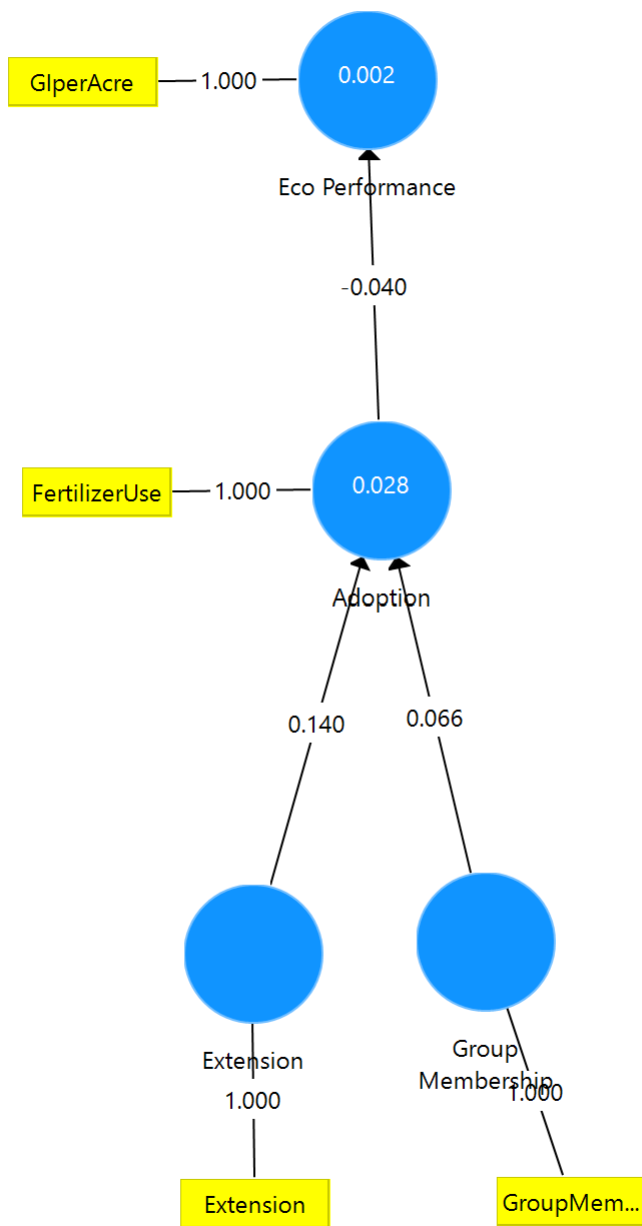 GIperAcre
1.000
0.002
Eco Performance
-0.040
FertilizerUse
1.000
0.028
Adoption
0.140
0.066
Extension
Group
Membership
1.000
1.000
Extension
GroupMem...